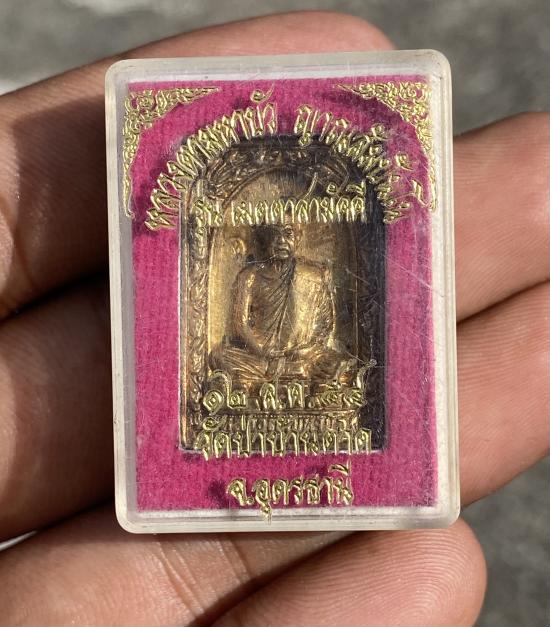 หลวงตามหาบัว ญาณสัมปันโน
รุ่น เมตตาสามัคคี
๑๒ ส.ค. ๕๕
วัดป่าบ้านตาด
จ.อุดรธานี